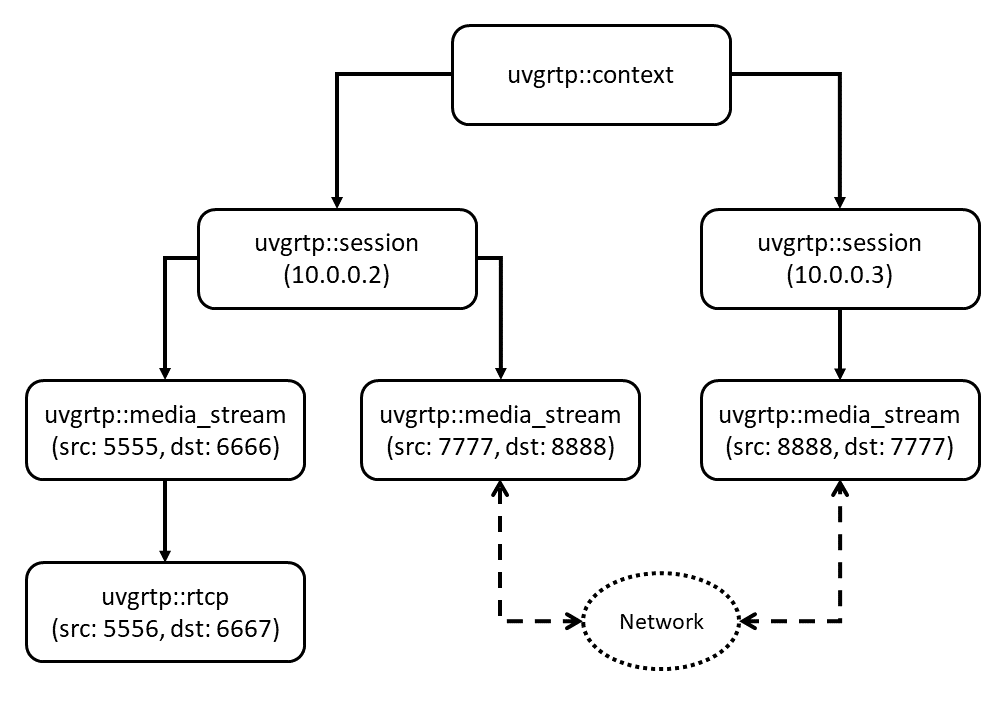 uvgrtp::context
uvgrtp::session
(10.0.0.2)
uvgrtp::session
(10.0.0.3)
uvgrtp::media_stream
(src: 5555, dst: 6666)
uvgrtp::media_stream
(src: 7777, dst: 8888)
uvgrtp::media_stream
(src: 8888, dst: 7777)
uvgrtp::rtcp
(src: 5556, dst: 6667)
Network